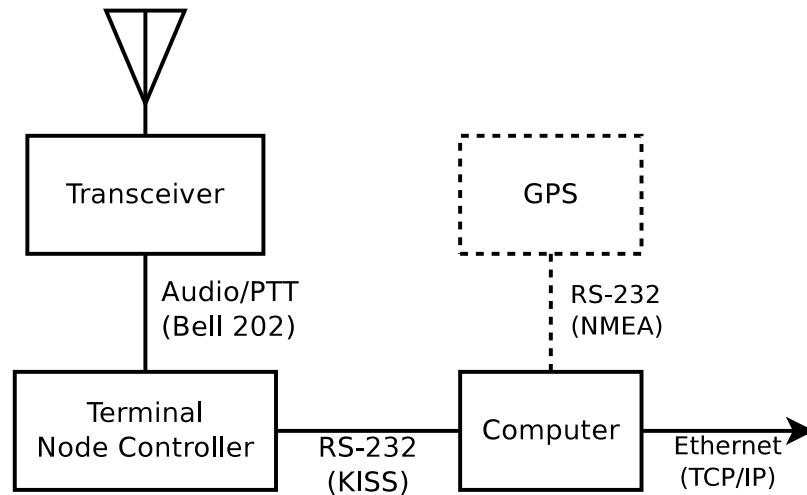 Transceiver
GPS
Audio/PTT
(Bell 202)
RS-232
(NMEA)
Terminal
Node Controller
RS-232
(KISS)
Computer
Ethernet
(TCP/IP)